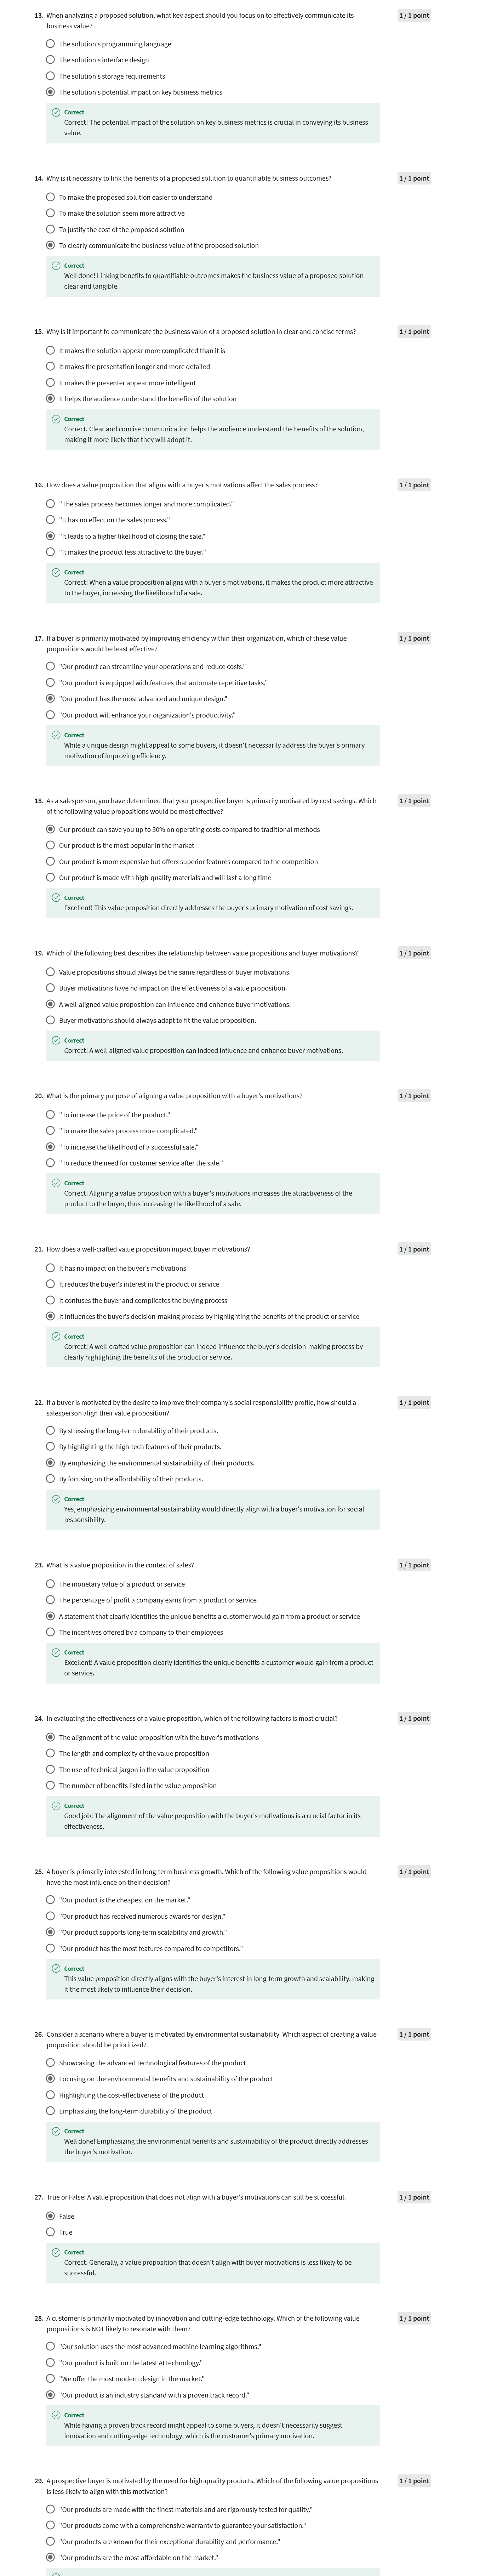 13. When analyzing a proposed solution, what key aspect should you focus on to effectively communicate its
business value?
1 / 1 point
The solution's programming language
The solution's interface design
The solution's storage requirements
The solution's potential impact on key business metrics
Correct
Correct! The potential impact of the solution on key business metrics is crucial in conveying its business
value.
14. Why is it necessary to link the benefits of a proposed solution to quantifiable business outcomes?
1 / 1 point
To make the proposed solution easier to understand
To make the solution seem more attractive
To justify the cost of the proposed solution
To clearly communicate the business value of the proposed solution
Correct
Well done! Linking benefits to quantifiable outcomes makes the business value of a proposed solution
clear and tangible.
15. Why is it important to communicate the business value of a proposed solution in clear and concise terms?
1 / 1 point
It makes the solution appear more complicated than it is
It makes the presentation longer and more detailed
It makes the presenter appear more intelligent
It helps the audience understand the benefits of the solution
Correct
Correct. Clear and concise communication helps the audience understand the benefits of the solution,
making it more likely that they will adopt it.
16. How does a value proposition that aligns with a buyer's motivations affect the sales process?
1 / 1 point
"The sales process becomes longer and more complicated."
"It has no effect on the sales process."
"It leads to a higher likelihood of closing the sale."
"It makes the product less attractive to the buyer."
Correct
Correct! When a value proposition aligns with a buyer's motivations, it makes the product more attractive
to the buyer, increasing the likelihood of a sale.
17. If a buyer is primarily motivated by improving efficiency within their organization, which of these value
propositions would be least effective?
1 / 1 point
"Our product can streamline your operations and reduce costs."
"Our product is equipped with features that automate repetitive tasks."
"Our product has the most advanced and unique design."
"Our product will enhance your organization's productivity."
Correct
While a unique design might appeal to some buyers, it doesn't necessarily address the buyer's primary
motivation of improving efficiency.
18. As a salesperson, you have determined that your prospective buyer is primarily motivated by cost savings. Which
of the following value propositions would be most effective?
1 / 1 point
Our product can save you up to 30% on operating costs compared to traditional methods
Our product is the most popular in the market
Our product is more expensive but offers superior features compared to the competition
Our product is made with high-quality materials and will last a long time
Correct
Excellent! This value proposition directly addresses the buyer's primary motivation of cost savings.
19. Which of the following best describes the relationship between value propositions and buyer motivations?
1 / 1 point
Value propositions should always be the same regardless of buyer motivations.
Buyer motivations have no impact on the effectiveness of a value proposition.
A well-aligned value proposition can influence and enhance buyer motivations.
Buyer motivations should always adapt to fit the value proposition.
Correct
Correct! A well-aligned value proposition can indeed influence and enhance buyer motivations.
20. What is the primary purpose of aligning a value proposition with a buyer's motivations?
1 / 1 point
"To increase the price of the product."
"To make the sales process more complicated."
"To increase the likelihood of a successful sale."
"To reduce the need for customer service after the sale."
Correct
Correct! Aligning a value proposition with a buyer's motivations increases the attractiveness of the
product to the buyer, thus increasing the likelihood of a sale.
21. How does a well-crafted value proposition impact buyer motivations?
1 / 1 point
It has no impact on the buyer's motivations
It reduces the buyer's interest in the product or service
It confuses the buyer and complicates the buying process
It influences the buyer's decision-making process by highlighting the benefits of the product or service
Correct
Correct! A well-crafted value proposition can indeed influence the buyer's decision-making process by
clearly highlighting the benefits of the product or service.
22. If a buyer is motivated by the desire to improve their company's social responsibility profile, how should a
salesperson align their value proposition?
1 / 1 point
By stressing the long-term durability of their products.
By highlighting the high-tech features of their products.
By emphasizing the environmental sustainability of their products.
By focusing on the affordability of their products.
Correct
Yes, emphasizing environmental sustainability would directly align with a buyer's motivation for social
responsibility.
23. What is a value proposition in the context of sales?
1 / 1 point
The monetary value of a product or service
The percentage of profit a company earns from a product or service
A statement that clearly identifies the unique benefits a customer would gain from a product or service
The incentives offered by a company to their employees
Correct
Excellent! A value proposition clearly identifies the unique benefits a customer would gain from a product
or service.
24. In evaluating the effectiveness of a value proposition, which of the following factors is most crucial?
1 / 1 point
The alignment of the value proposition with the buyer's motivations
The length and complexity of the value proposition
The use of technical jargon in the value proposition
The number of benefits listed in the value proposition
Correct
Good job! The alignment of the value proposition with the buyer's motivations is a crucial factor in its
effectiveness.
25. A buyer is primarily interested in long-term business growth. Which of the following value propositions would
have the most influence on their decision?
1 / 1 point
"Our product is the cheapest on the market."
"Our product has received numerous awards for design."
"Our product supports long-term scalability and growth."
"Our product has the most features compared to competitors."
Correct
This value proposition directly aligns with the buyer's interest in long-term growth and scalability, making
it the most likely to influence their decision.
26. Consider a scenario where a buyer is motivated by environmental sustainability. Which aspect of creating a value
proposition should be prioritized?
1 / 1 point
Showcasing the advanced technological features of the product
Focusing on the environmental benefits and sustainability of the product
Highlighting the cost-effectiveness of the product
Emphasizing the long-term durability of the product
Correct
Well done! Emphasizing the environmental benefits and sustainability of the product directly addresses
the buyer's motivation.
27. True or False: A value proposition that does not align with a buyer's motivations can still be successful.
1 / 1 point
False
True
Correct
Correct. Generally, a value proposition that doesn't align with buyer motivations is less likely to be
successful.
28. A customer is primarily motivated by innovation and cutting-edge technology. Which of the following value
propositions is NOT likely to resonate with them?
1 / 1 point
"Our solution uses the most advanced machine learning algorithms."
"Our product is built on the latest AI technology."
"We offer the most modern design in the market."
"Our product is an industry standard with a proven track record."
Correct
While having a proven track record might appeal to some buyers, it doesn't necessarily suggest
innovation and cutting-edge technology, which is the customer's primary motivation.
29. A prospective buyer is motivated by the need for high-quality products. Which of the following value propositions
is less likely to align with this motivation?
1 / 1 point
"Our products are made with the finest materials and are rigorously tested for quality."
"Our products come with a comprehensive warranty to guarantee your satisfaction."
"Our products are known for their exceptional durability and performance."
"Our products are the most affordable on the market."